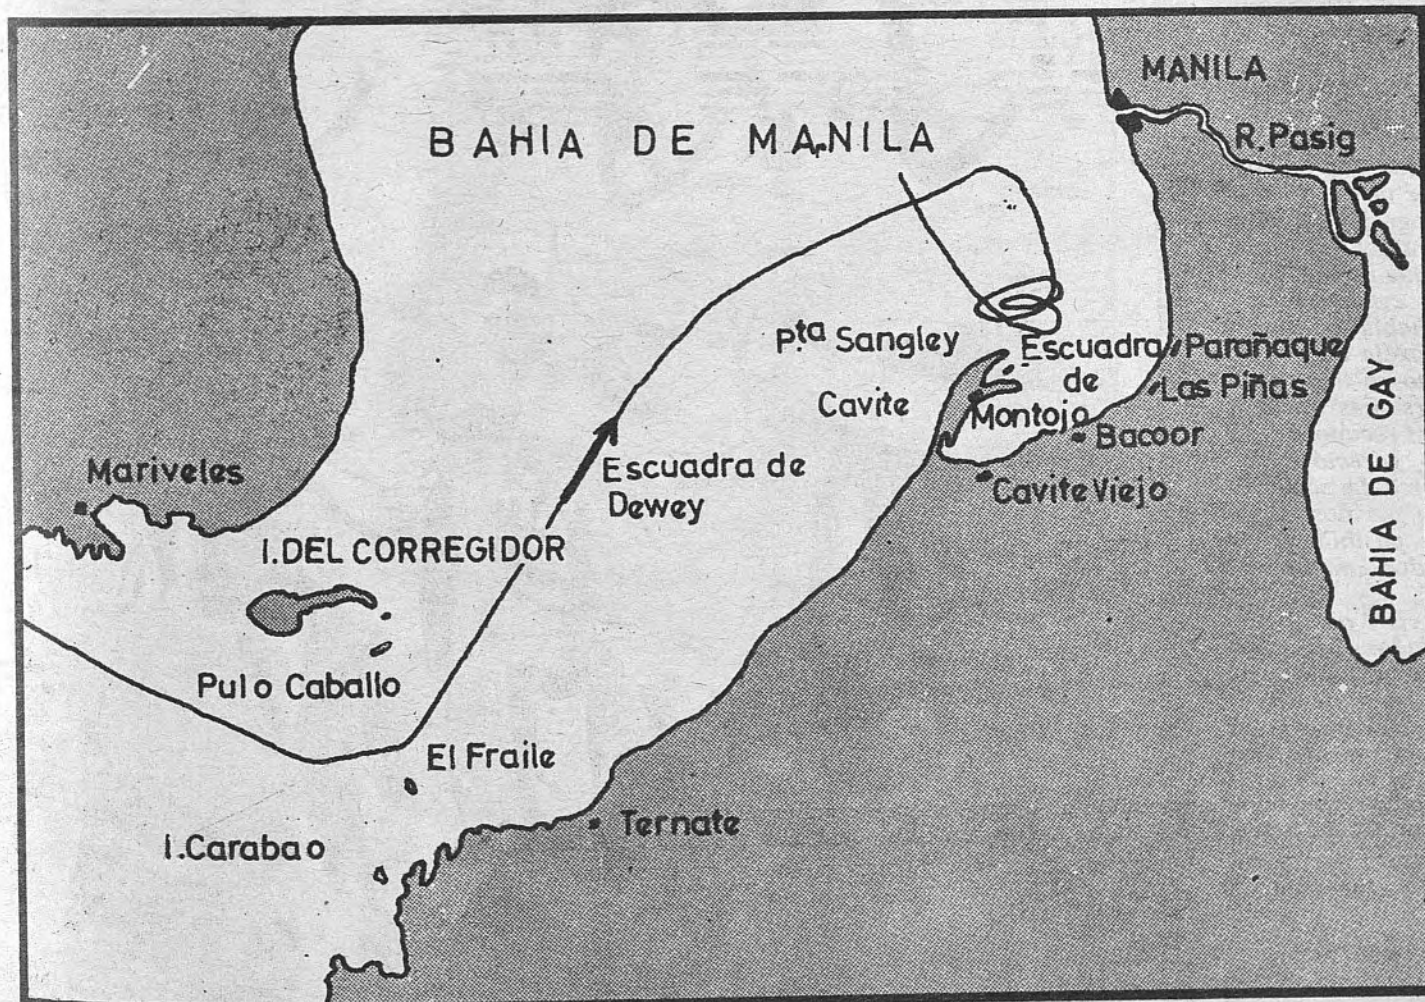 MANILA
BAHIA DE MANILA
R. Pasig
Pta Sangley
Escuadra
de
Montojo
Parañaque
Las Piñas
Cavite
Bacoor
Cavite Viejo
BAHIA DE GAY
Mariveles
Escuadra de
Dewey
I. DEL CORREGIDOR
Pulo Caballo
El Fraile
I. Carabao
Ternate